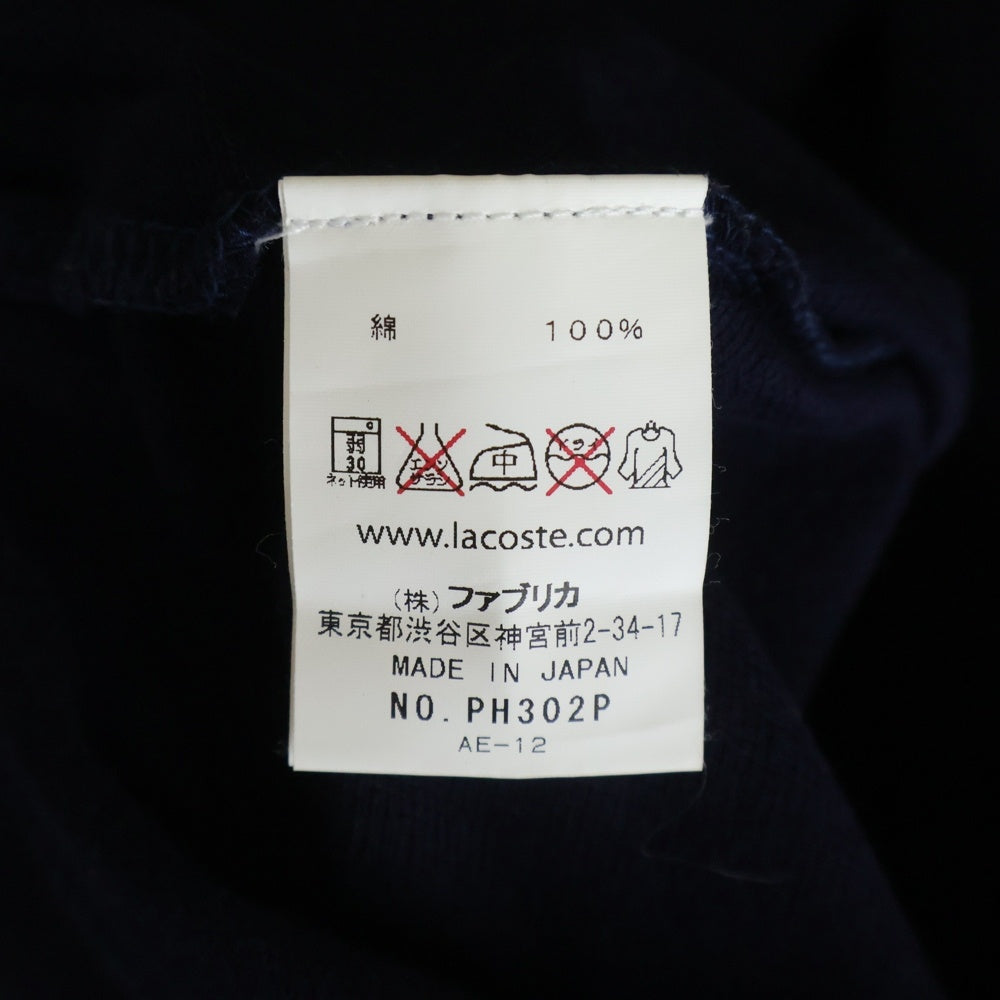 綿 100%
弱
30
ネット使用
エンソ
サラシ
中
ドライ
www.lacoste.com
(株)ファブリカ
東京都渋谷区神宮前2-34-17
MADE IN JAPAN
NO. PH302P
AE-12